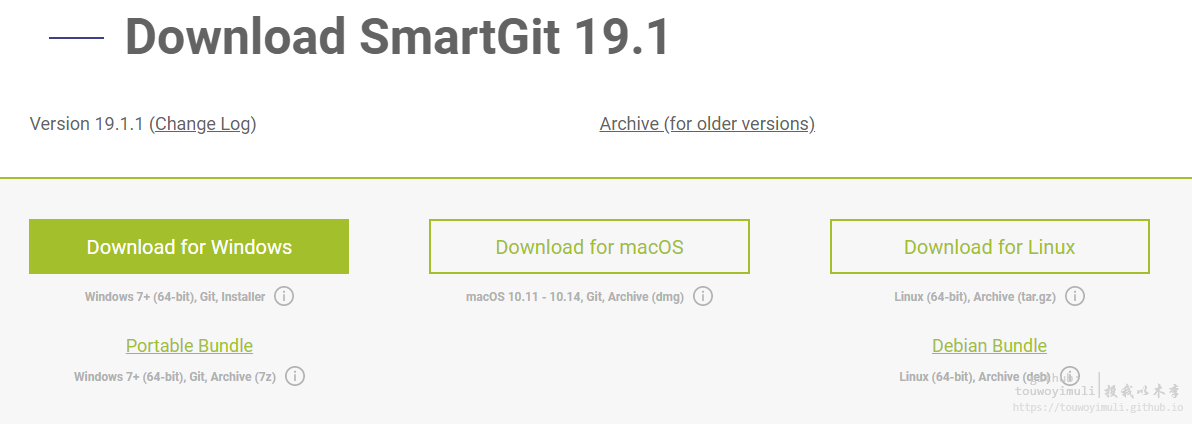 Download SmartGit 19.1
Version 19.1.1 (Change Log)
Archive (for older versions)
Download for Windows
Download for macOS
Download for Linux
Windows 7+ (64-bit), Git, Installer
macOS 10.11 - 10.14, Git, Archive (dmg)
Linux (64-bit), Archive (tar.gz)
Portable Bundle
Debian Bundle
Windows 7+ (64-bit), Git, Archive (7z)
Linux (64-bit), Archive (deb)
github:
touwoyimuli
投我以木李
https://touwoyimuli.github.io